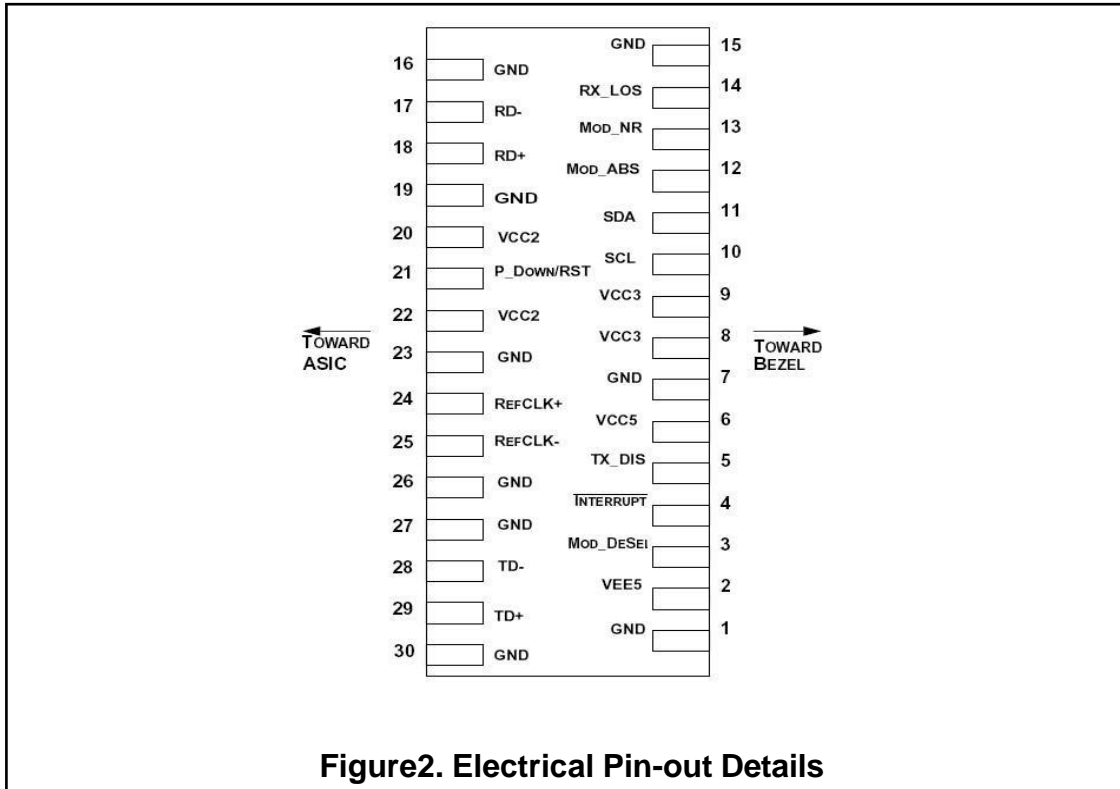 16 GND
17 RD-
18 RD+
19 GND
20 VCC2
21 P_DOWN/RST
22 VCC2
23 GND
24 REFCLK+
25 REFCLK-
26 GND
27 GND
28 TD-
29 TD+
30 GND
TOWARD
ASIC
GND 15
RX_LOS 14
MOD_NR 13
MOD_ABS 12
SDA 11
SCL 10
VCC3 9
VCC3 8
GND 7
VCC5 6
TX_DIS 5
INTERRUPT 4
MOD_DESEL 3
VEE5 2
GND 1
TOWARD
BEZEL
Figure2. Electrical Pin-out Details